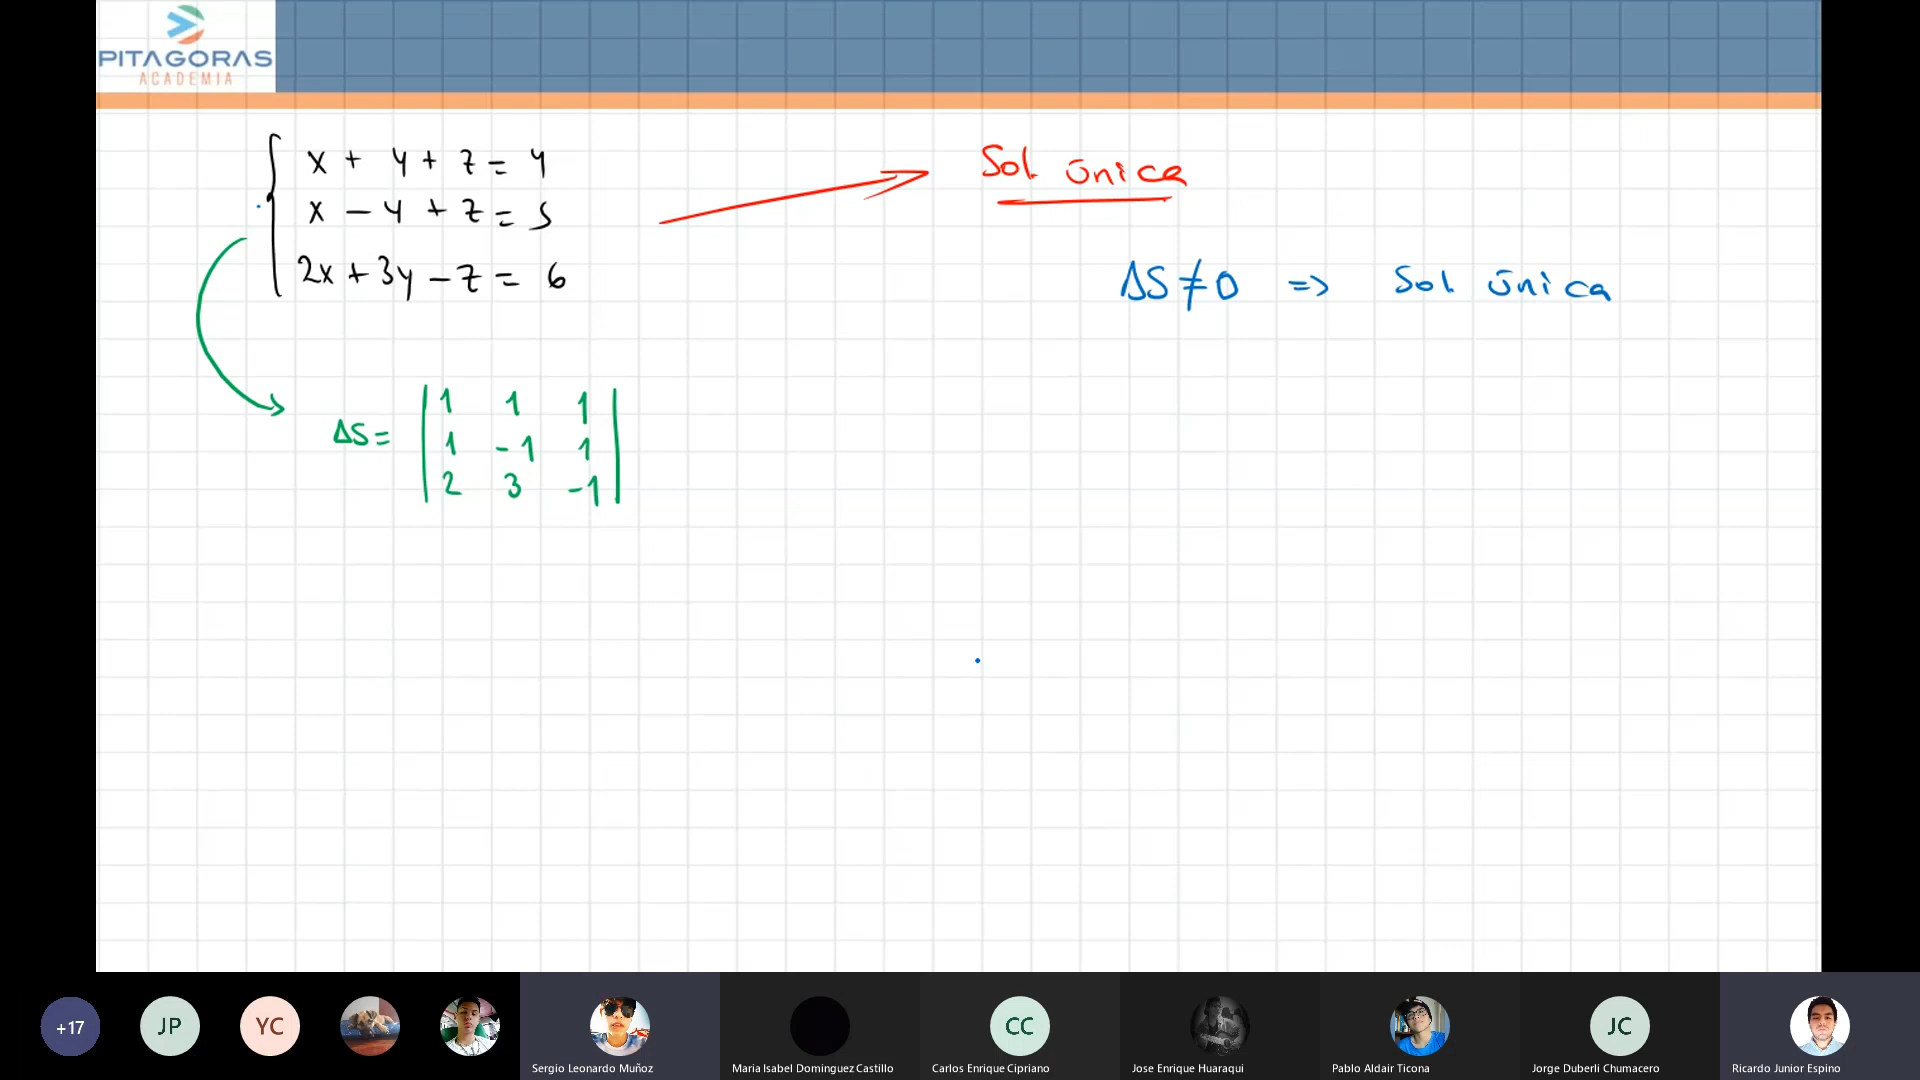 PITAGORAS
ACADEMIA
x + y + z = 4
x - y + z = 5
2x + 3y - z = 6
Sol. única
ΔS ≠ 0 => Sol única
ΔS =
1 1 1
1 -1 1
2 3 -1
+17
JP
YC
CC
JC
Sergio Leonardo Muñoz
Maria Isabel Dominguez Castillo
Carlos Enrique Cipriano
Jose Enrique Huaraqui
Pablo Aldair Ticona
Jorge Duberli Chumacero
Ricardo Junior Espino